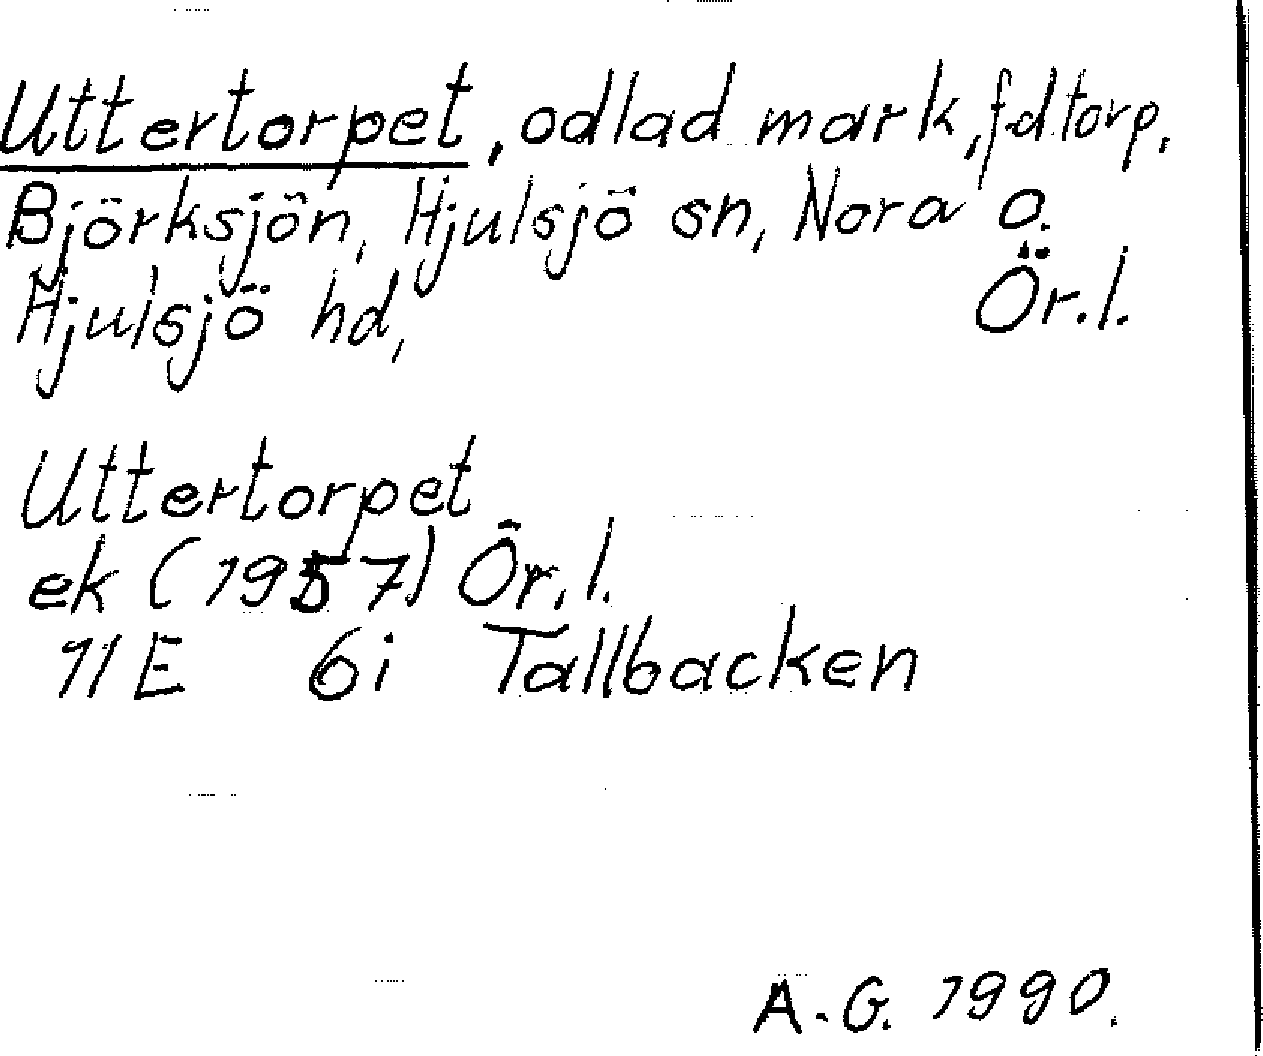 Uttertorpet, odlad mark, fd torp.
Björksjön, Hjulsjö sn, Nora o.
Hjulsjö hd, Ör.l.
Uttertorpet
ek (1957) Ör.l.
11E 6i Tallbacken
A-G. 1990.